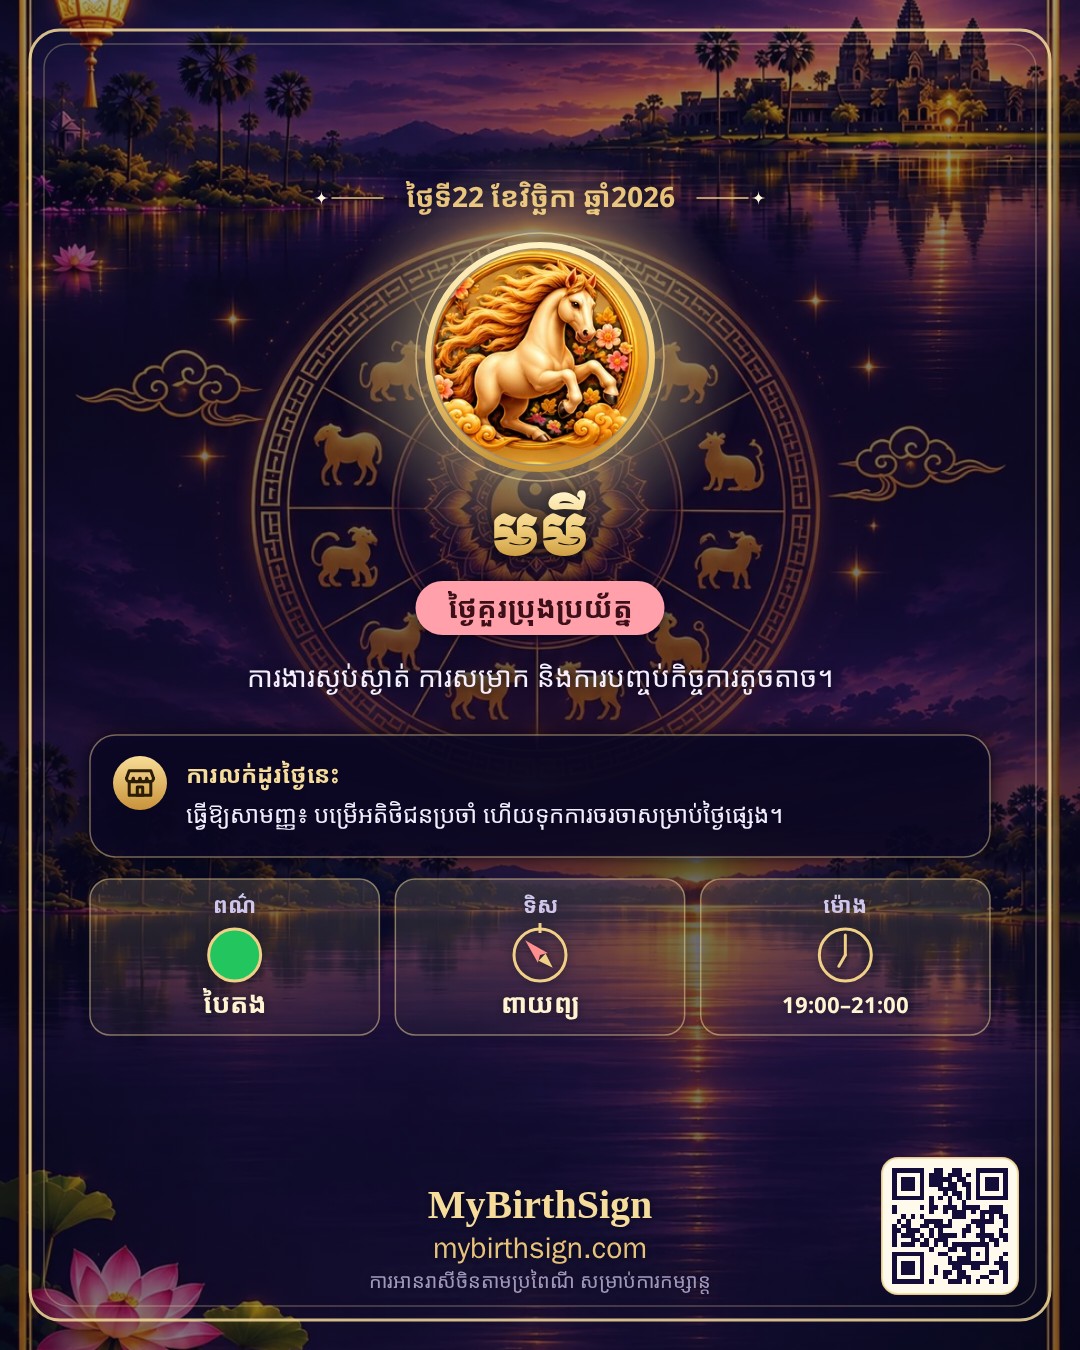 ថ្ងៃទី22 ខែវិច្ឆិកា ឆ្នាំ2026
មមី
ថ្ងៃគួរប្រុងប្រយ័ត្ន
ការងារស្ងប់ស្ងាត់ ការសម្រាក និងការបញ្ចប់កិច្ចការតូចតាច។
ការលក់ដូរថ្ងៃនេះ
ធ្វើឱ្យសាមញ្ញ៖ បម្រើអតិថិជនប្រចាំ ហើយទុកការចរចាសម្រាប់ថ្ងៃផ្សេង។
ពណ៌
បៃតង
ទិស
ពាយព្យ
ម៉ោង
19:00–21:00
MyBirthSign
mybirthsign.com
ការអានរាសីចិនតាមប្រពៃណី សម្រាប់ការកម្សាន្ត